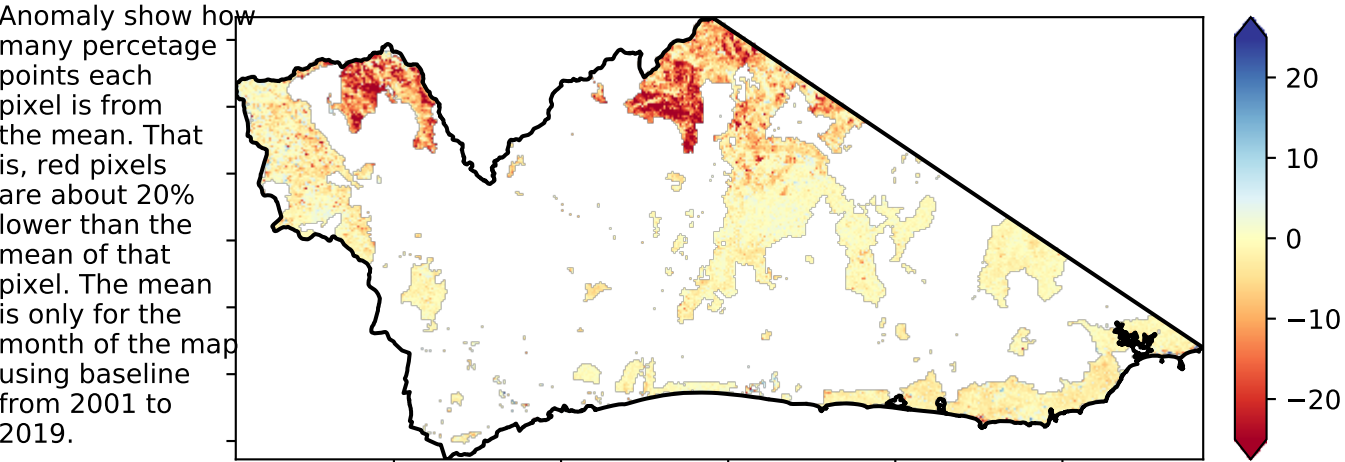 Anomaly show how
many percetage
points each
pixel is from
the mean. That
is, red pixels
are about 20%
lower than the
mean of that
pixel. The mean
is only for the
month of the map
using baseline
from 2001 to
2019.
20
10
0
−10
−20